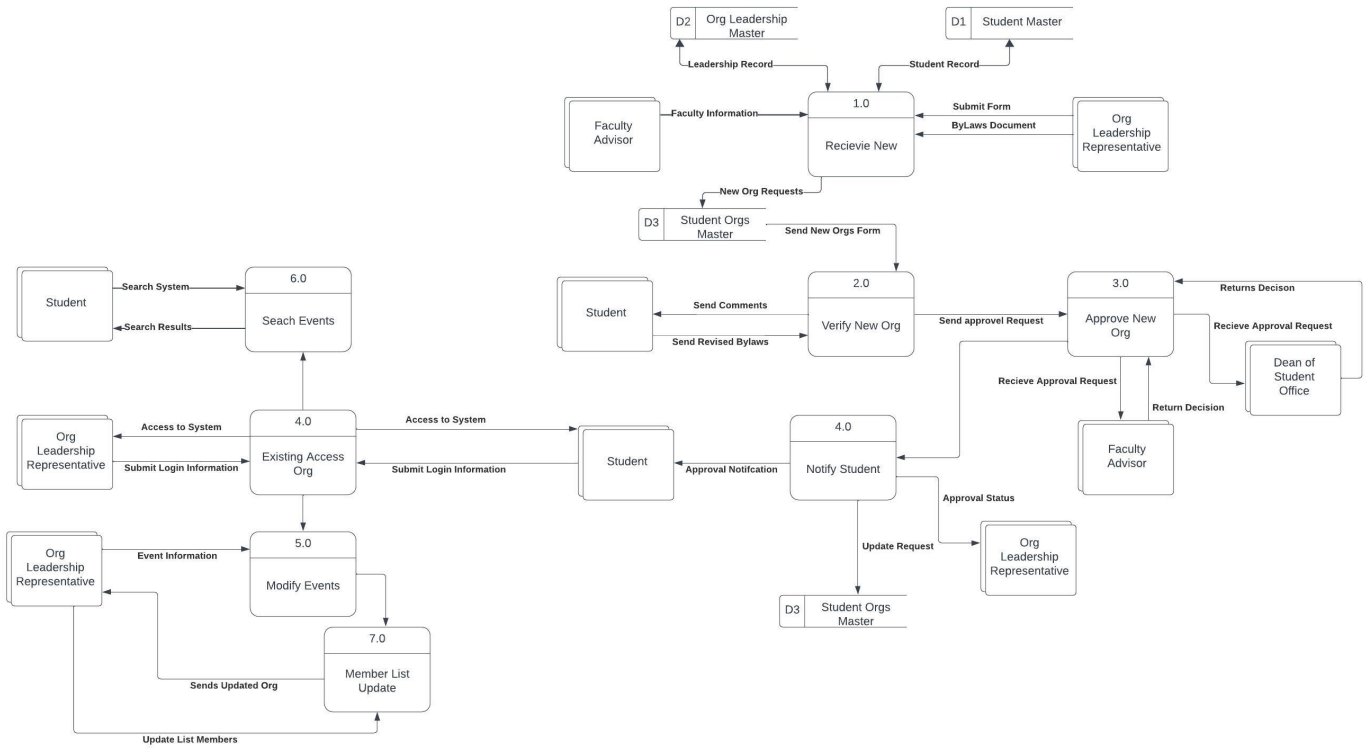 D2
Org Leadership
Master
D1
Student Master
Leadership Record
Student Record
1.0
Recievie New
Faculty Information
Faculty
Advisor
Submit Form
ByLaws Document
Org
Leadership
Representative
New Org Requests
D3
Student Orgs
Master
Send New Orgs Form
Student
Search System
Search Results
6.0
Seach Events
Student
Send Comments
Send Revised Bylaws
2.0
Verify New Org
Send approvel Request
3.0
Approve New
Org
Returns Decison
Recieve Approval Request
Dean of
Student
Office
Recieve Approval Request
Return Decision
Faculty
Advisor
Org
Leadership
Representative
Access to System
Submit Login Information
4.0
Existing Access
Org
Access to System
Submit Login Information
Student
Approval Notifcation
4.0
Notify Student
Approval Status
Update Request
Org
Leadership
Representative
D3
Student Orgs
Master
Org
Leadership
Representative
Event Information
5.0
Modify Events
7.0
Member List
Update
Sends Updated Org
Update List Members